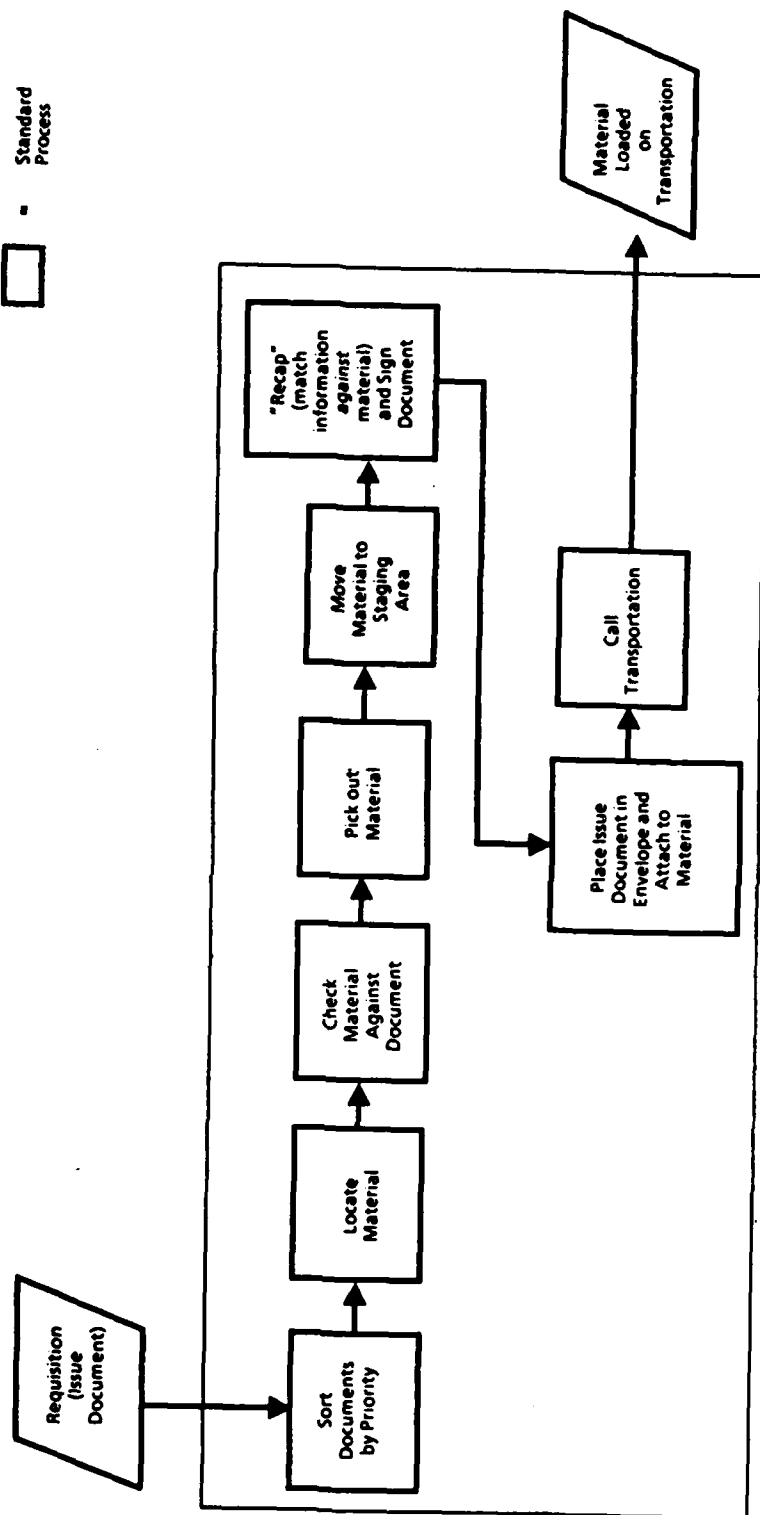 =
Standard
Process
Requisition
(Issue
Document)
Sort
Documents
by Priority
Locate
Material
Check
Material
Against
Document
Pick out
Material
Move
Material to
Staging
Area
"Recap"
(match
information
against
material)
and Sign
Document
Place Issue
Document in
Envelope and
Attach to
Material
Call
Transportation
Material
Loaded
on
Transportation